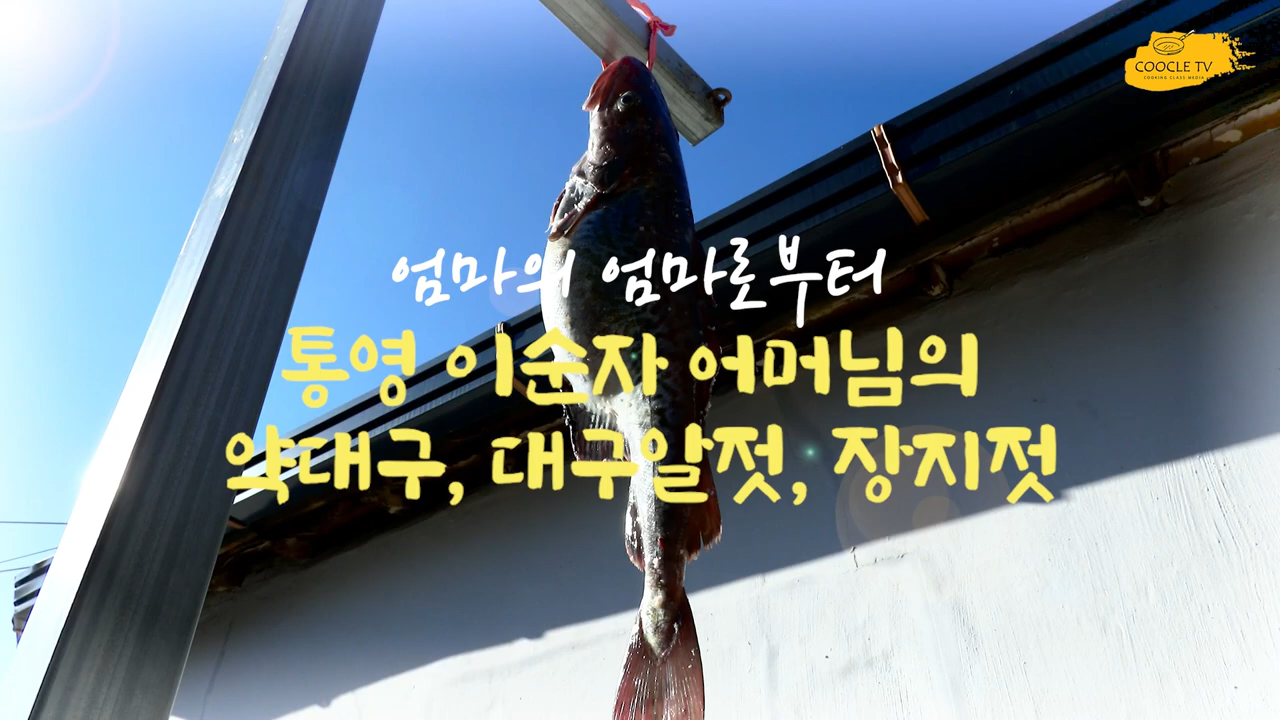 COOCLE TV
COOKING CLASS MEDIA
엄마의 엄마로부터
통영 이순자 어머님의
약대구, 대구알젓, 장지젓